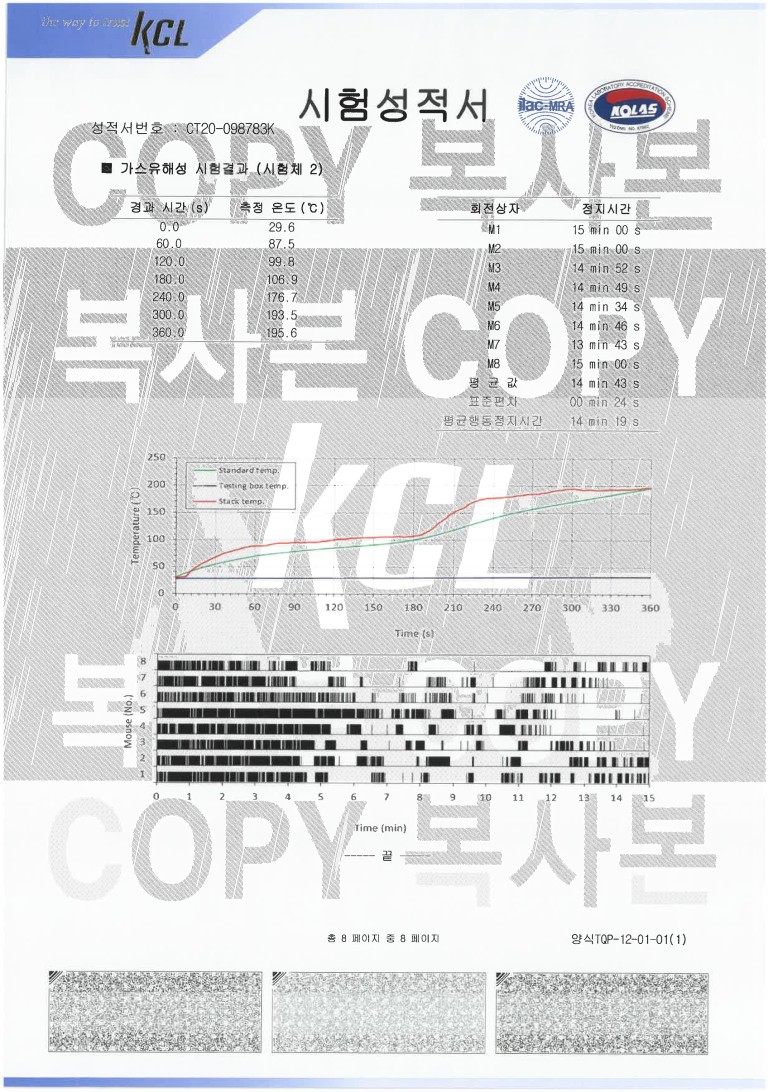 the way to trust KCL
시험성적서
ilac-MRA
KOREA LABORATORY ACCREDITATION SCHEME
KOLAS
성적서번호 : CT20-098783K
■ 가스유해성 시험결과 (시험체 2)
경과 시간(s) 측정 온도(℃)
0.0 29.6
60.0 87.5
120.0 99.8
180.0 106.9
240.0 176.7
300.0 193.5
360.0 195.6
회전상자 정지시간
M1 15 min 00 s
M2 15 min 00 s
M3 14 min 52 s
M4 14 min 49 s
M5 14 min 34 s
M6 14 min 46 s
M7 13 min 43 s
M8 15 min 00 s
평 균 값 14 min 43 s
표준편차 00 min 24 s
평균행동정지시간 14 min 19 s
COPY 복사본
복사본 COPY
KCL
복 COPY
COPY 복사본
Temperature (℃)
250
200
150
100
50
0
Standard temp.
Testing box temp.
Stack temp.
0 30 60 90 120 150 180 210 240 270 300 330 360
Time (s)
Mouse (No.)
8
7
6
5
4
3
2
1
0 1 2 3 4 5 6 7 8 9 10 11 12 13 14 15
Time (min)
끝
총 8 페이지 중 8 페이지 양식TQP-12-01-01(1)